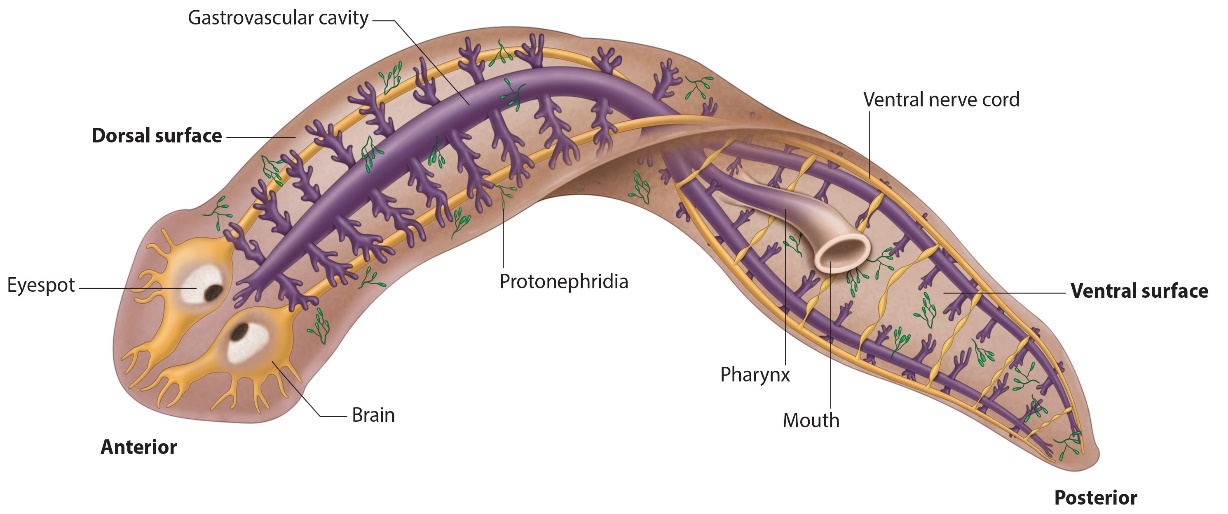 Gastrovascular cavity
Ventral nerve cord
Dorsal surface
Eyespot
Protonephridia
Ventral surface
Pharynx
Mouth
Brain
Anterior
Posterior